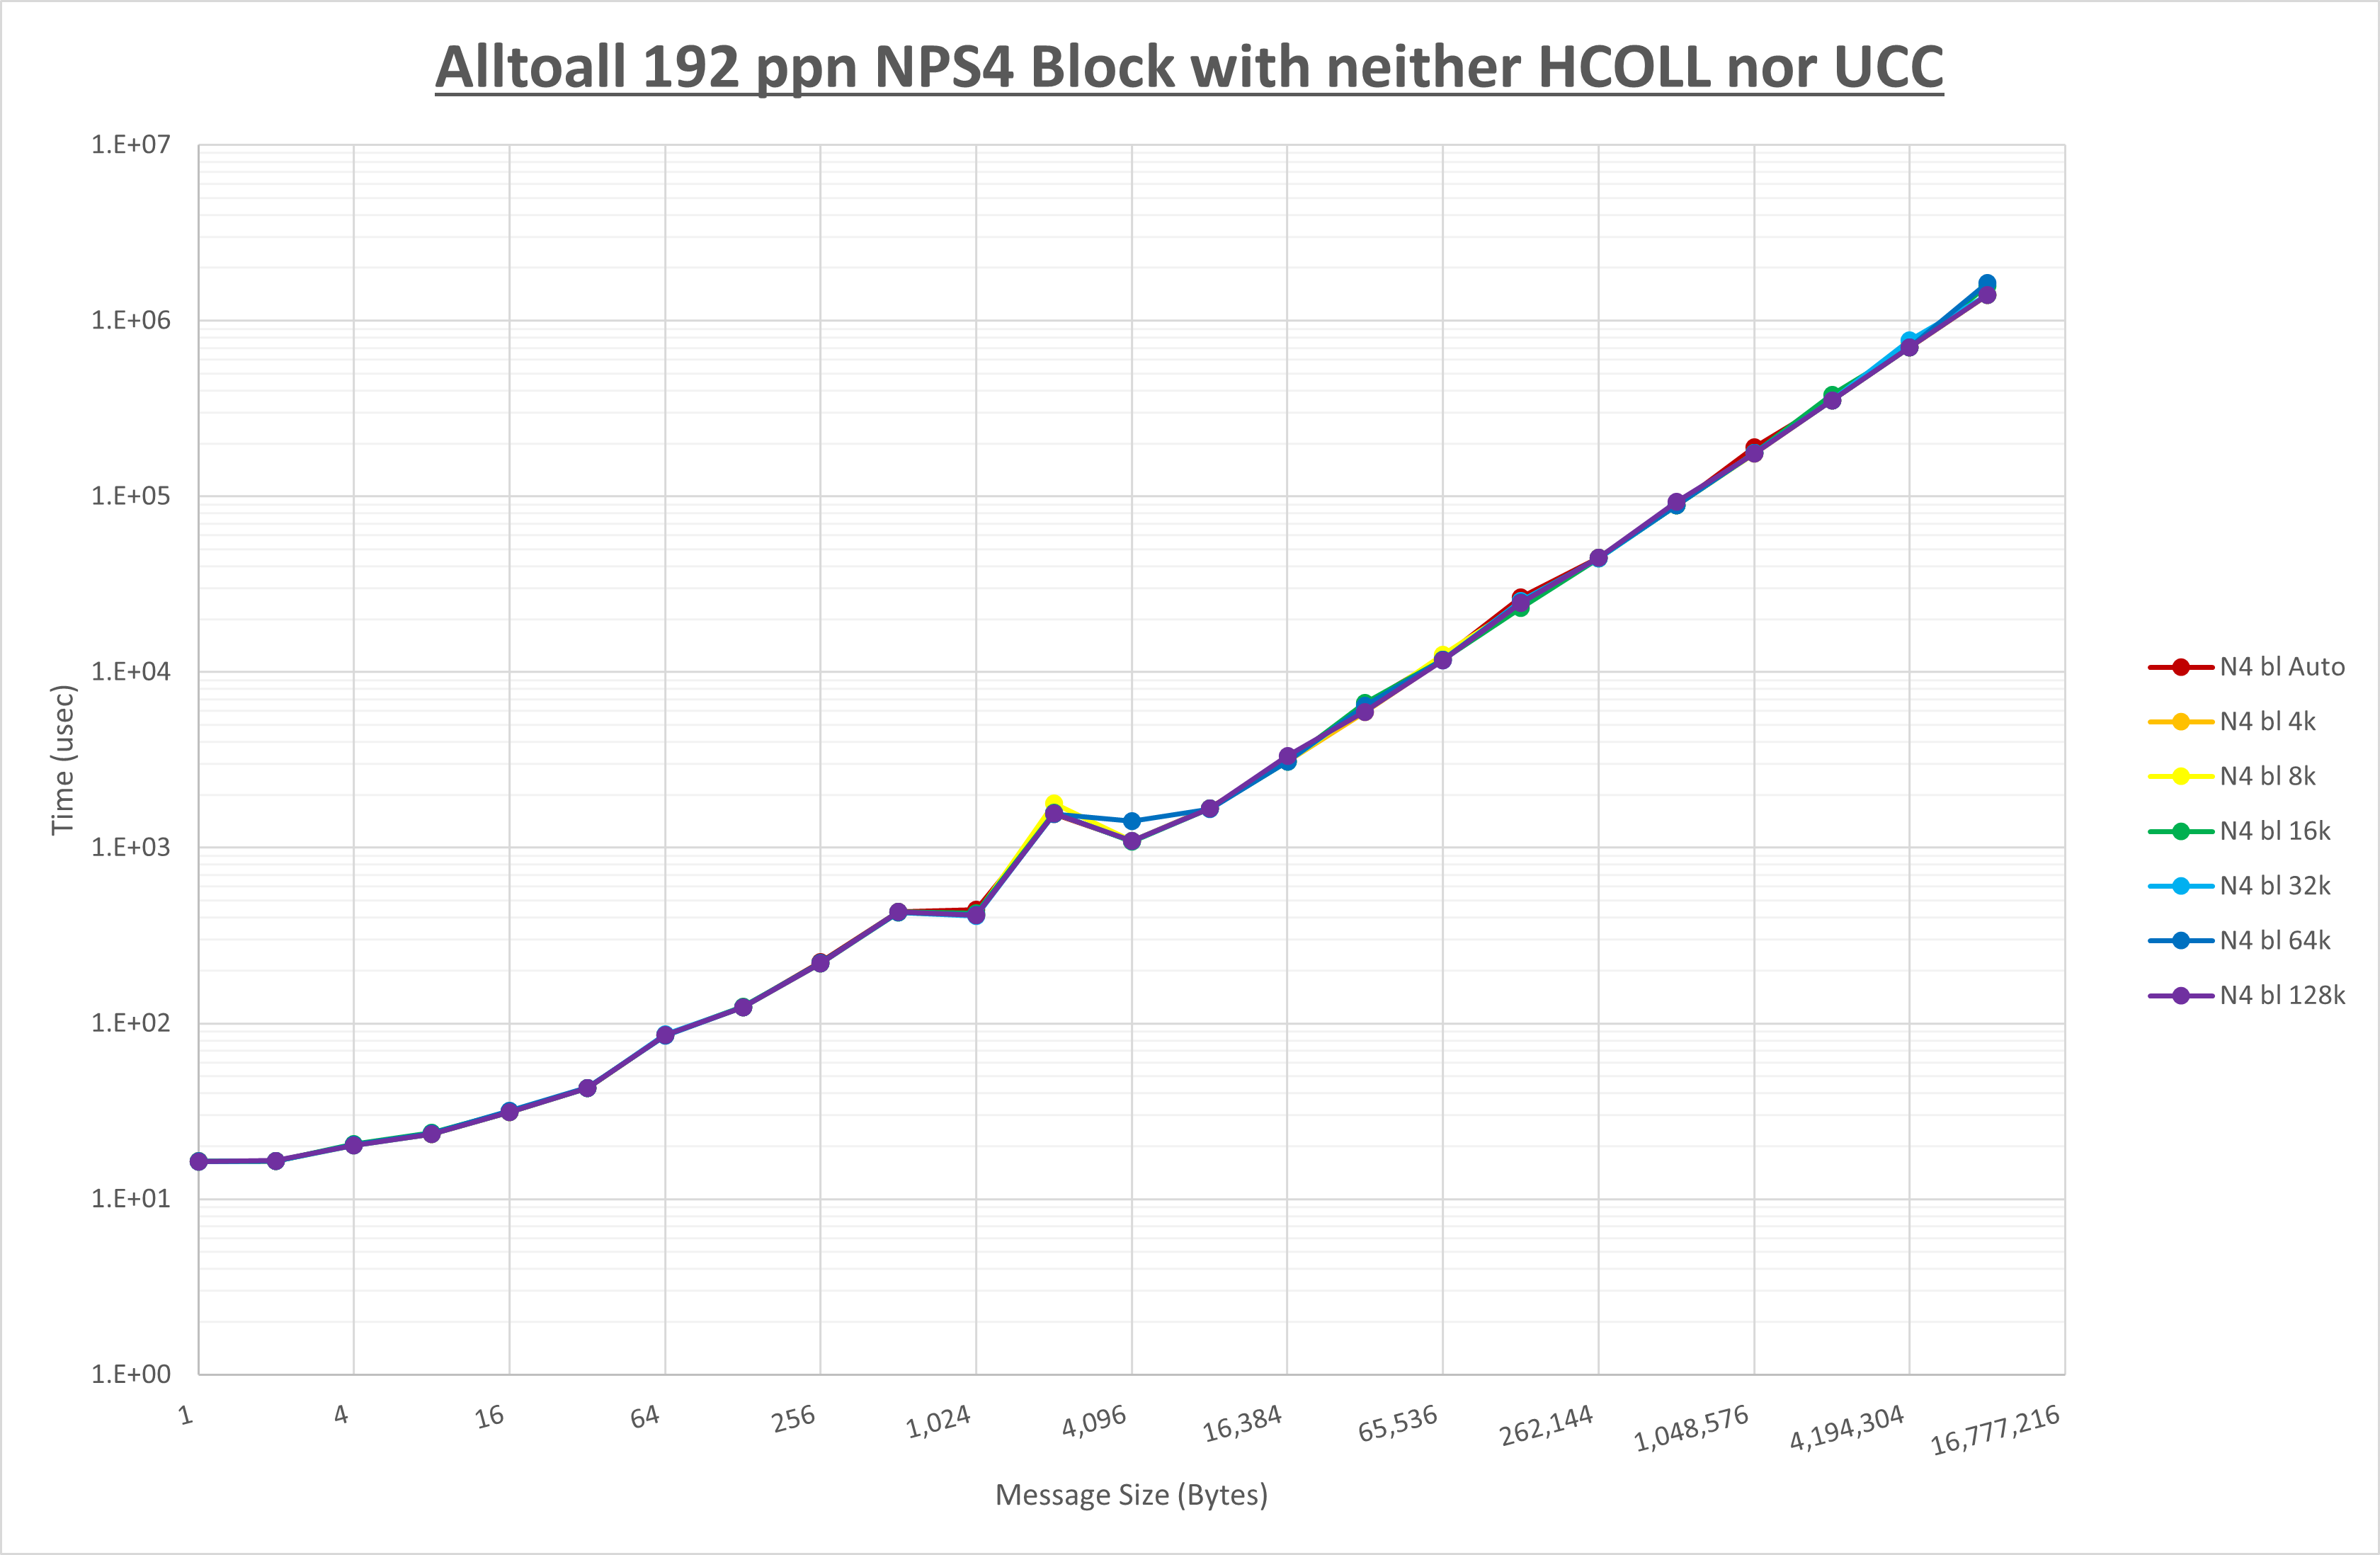 Alltoall 192 ppn NPS4 Block with neither HCOLL nor UCC
1.E+07
1.E+06
1.E+05
1.E+04
1.E+03
1.E+02
1.E+01
1.E+00
Time (usec)
1
4
16
64
256
1,024
4,096
16,384
65,536
262,144
1,048,576
4,194,304
16,777,216
Message Size (Bytes)
N4 bl Auto
N4 bl 4k
N4 bl 8k
N4 bl 16k
N4 bl 32k
N4 bl 64k
N4 bl 128k